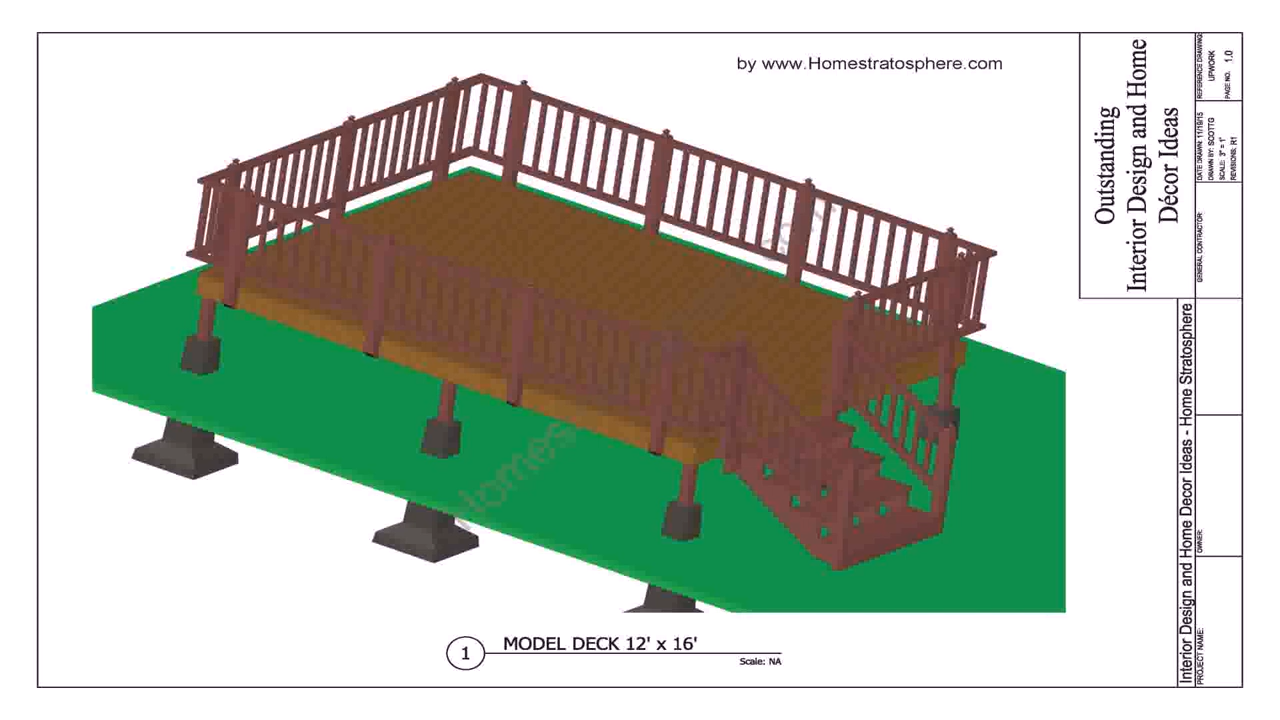 by www.Homestratosphere.com
Outstanding
Interior Design and Home
Décor Ideas
REFERENCE DRAWING:
UPWORK
PAGE NO. 1.0
DATE DRAWN: 11/19/15
DRAWN BY: SCOTTG
SCALE: 3" = 1'
REVISIONS: R1
GENERAL CONTRACTOR:
OWNER:
PROJECT NAME:
Interior Design and Home Decor Ideas - Home Stratosphere
Homes
1
MODEL DECK 12' x 16'
Scale: NA